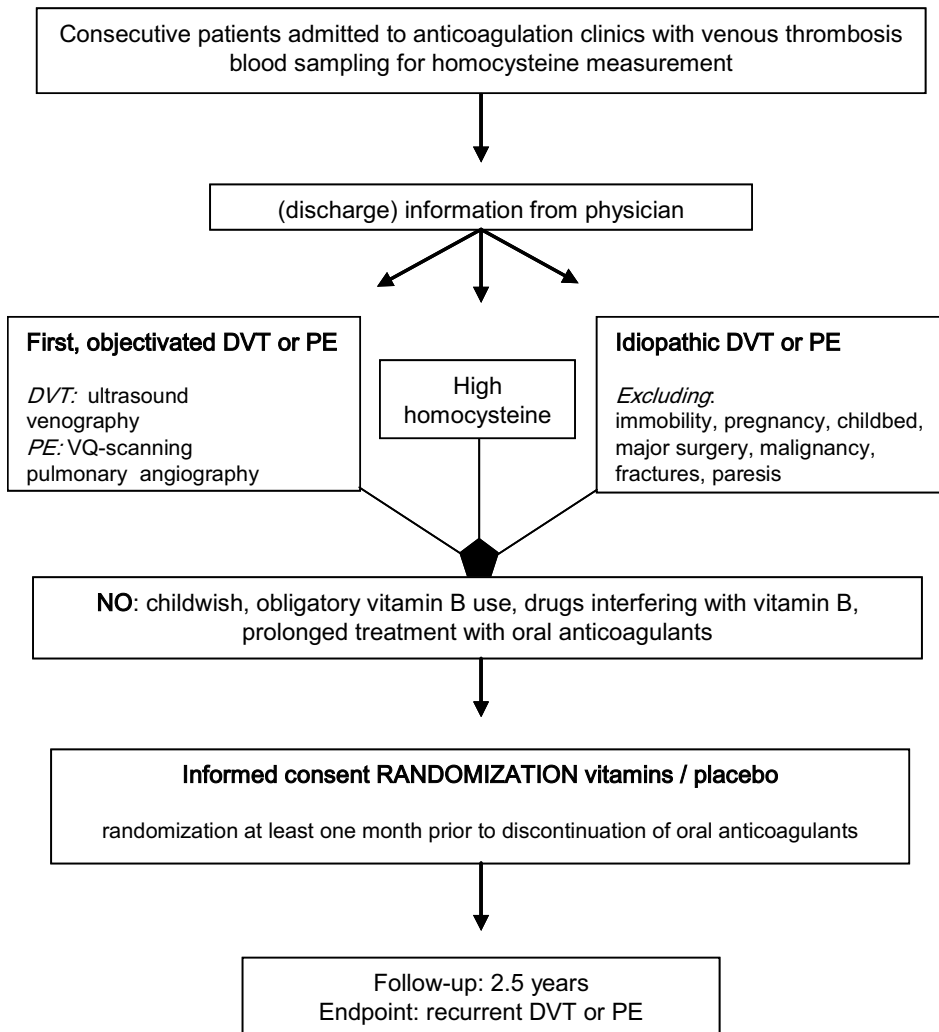 Consecutive patients admitted to anticoagulation clinics with venous thrombosis
blood sampling for homocysteine measurement
(discharge) information from physician
First, objectivated DVT or PE
DVT: ultrasound
venography
PE: VQ-scanning
pulmonary angiography
High
homocysteine
Idiopathic DVT or PE
Excluding:
immobility, pregnancy, childbed,
major surgery, malignancy,
fractures, paresis
NO: childwish, obligatory vitamin B use, drugs interfering with vitamin B,
prolonged treatment with oral anticoagulants
Informed consent RANDOMIZATION vitamins / placebo
randomization at least one month prior to discontinuation of oral anticoagulants
Follow-up: 2.5 years
Endpoint: recurrent DVT or PE